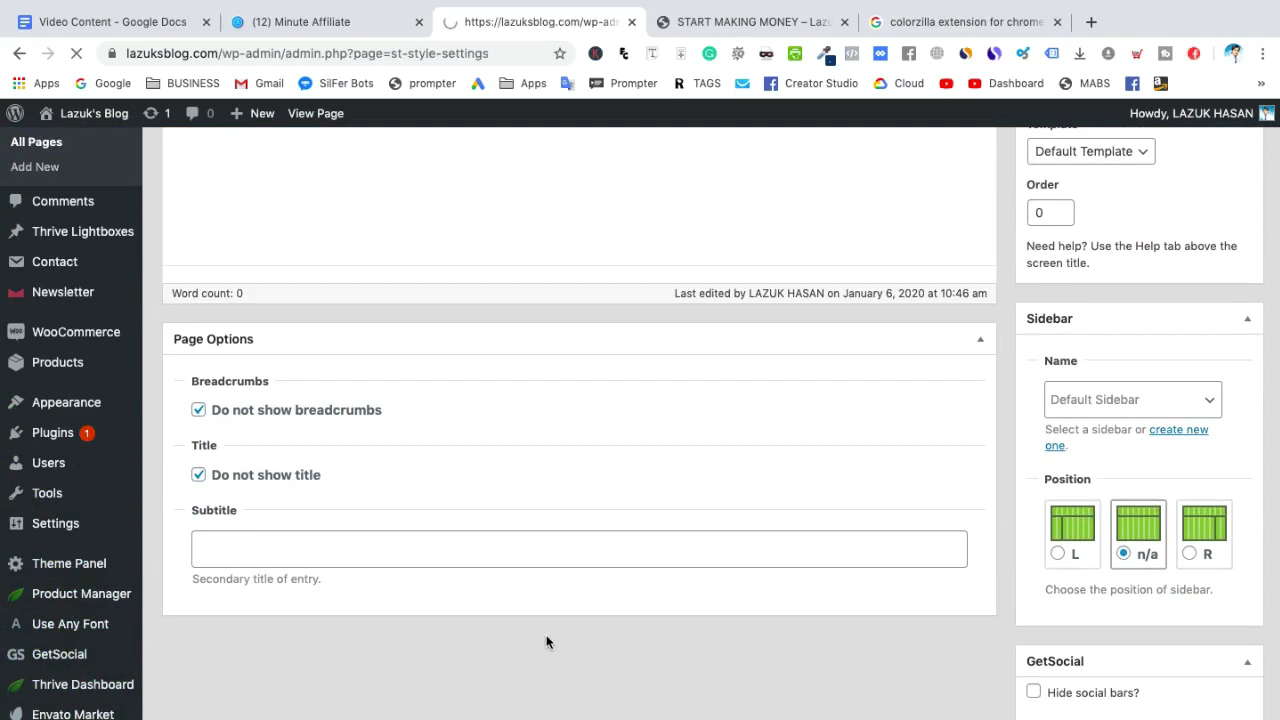 Video Content - Google Docs
(12) Minute Affiliate
https://lazuksblog.com/wp-adn
START MAKING MONEY – Lazu
colorzilla extension for chrome
lazuksblog.com/wp-admin/admin.php?page=st-style-settings
Apps
Google
BUSINESS
Gmail
SilFer Bots
prompter
Apps
Prompter
TAGS
Creator Studio
Cloud
Dashboard
MABS
Lazuk's Blog
1
0
New
View Page
Howdy, LAZUK HASAN
All Pages
Add New
Comments
Thrive Lightboxes
Contact
Newsletter
WooCommerce
Products
Appearance
Plugins 1
Users
Tools
Settings
Theme Panel
Product Manager
Use Any Font
GetSocial
Thrive Dashboard
Envato Market
Word count: 0
Last edited by LAZUK HASAN on January 6, 2020 at 10:46 am
Page Options
Breadcrumbs
Do not show breadcrumbs
Title
Do not show title
Subtitle
Secondary title of entry.
Template
Default Template
Order
0
Need help? Use the Help tab above the
screen title.
Sidebar
Name
Default Sidebar
Select a sidebar or create new
one.
Position
L
n/a
R
Choose the position of sidebar.
GetSocial
Hide social bars?